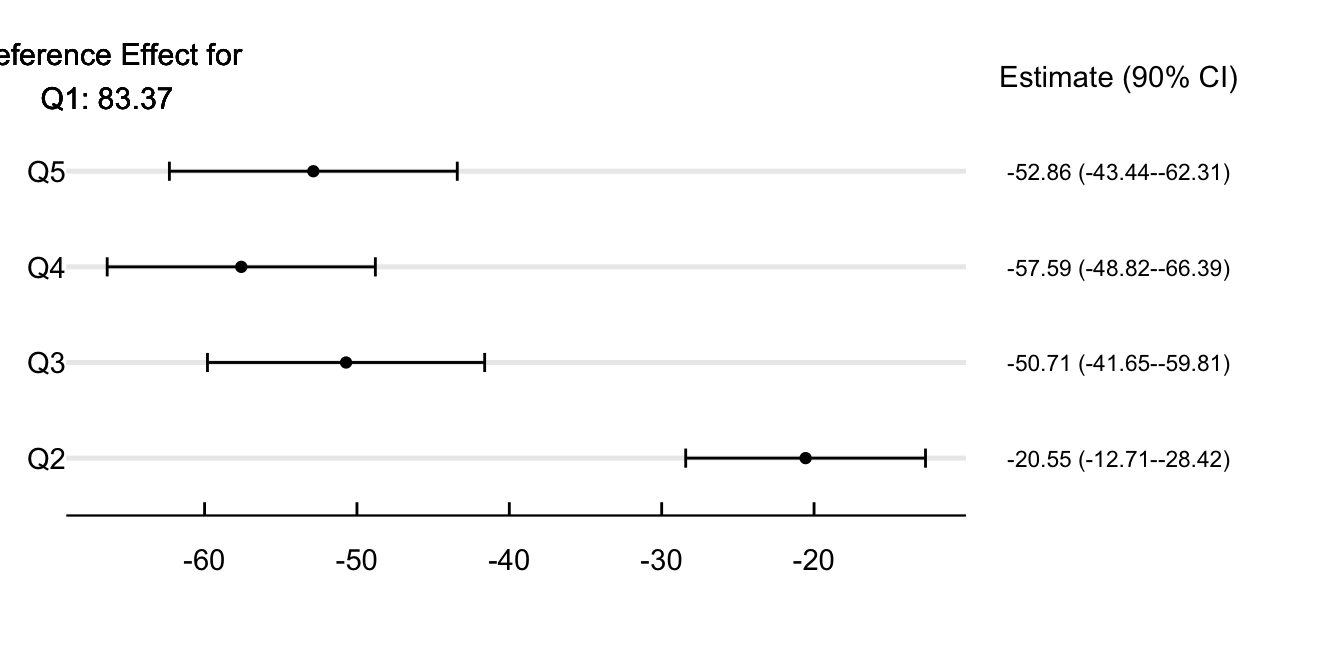 eference Effect for
Q1: 83.37
Estimate (90% CI)
Q5 -52.86 (-43.44--62.31)
Q4 -57.59 (-48.82--66.39)
Q3 -50.71 (-41.65--59.81)
Q2 -20.55 (-12.71--28.42)
-60 -50 -40 -30 -20